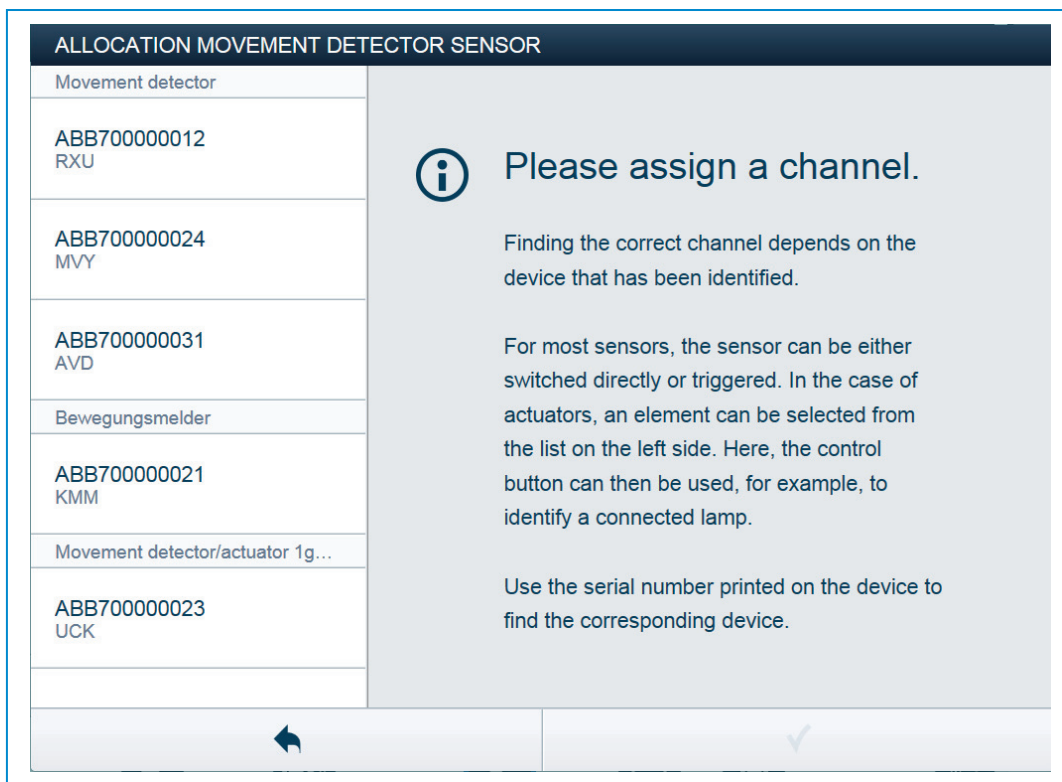 ALLOCATION MOVEMENT DETECTOR SENSOR
Movement detector
ABB700000012
RXU
ABB700000024
MVY
ABB700000031
AVD
Bewegungsmelder
ABB700000021
KMM
Movement detector/actuator 1g...
ABB700000023
UCK
Please assign a channel.
Finding the correct channel depends on the
device that has been identified.
For most sensors, the sensor can be either
switched directly or triggered. In the case of
actuators, an element can be selected from
the list on the left side. Here, the control
button can then be used, for example, to
identify a connected lamp.
Use the serial number printed on the device to
find the corresponding device.